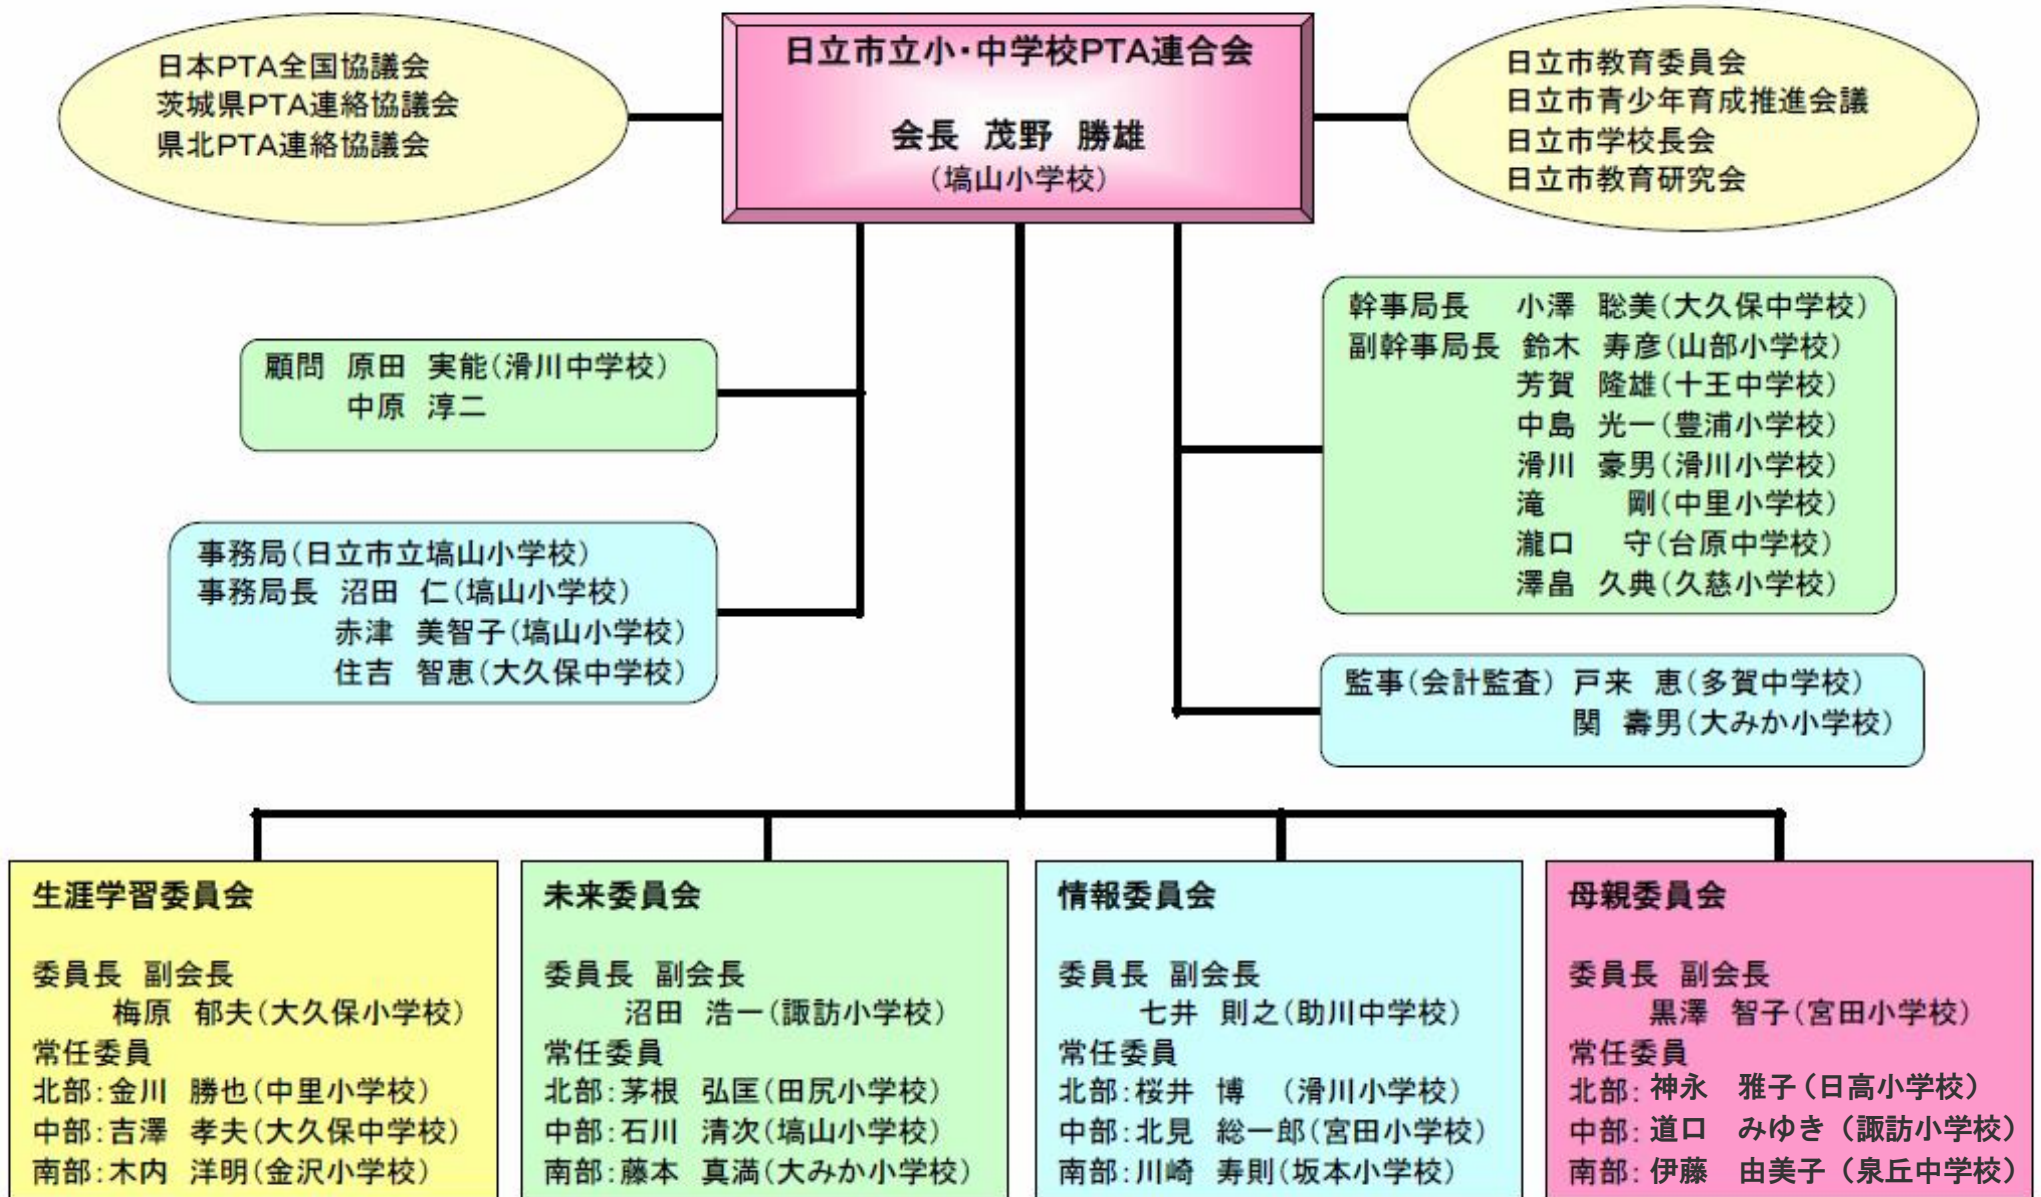 日本PTA全国協議会
茨城県PTA連絡協議会
県北PTA連絡協議会
日立市立小・中学校PTA連合会
会長 茂野 勝雄
(塙山小学校)
日立市教育委員会
日立市青少年育成推進会議
日立市学校長会
日立市教育研究会
顧問 原田 実能(滑川中学校)
中原 淳二
事務局(日立市立塙山小学校)
事務局長 沼田 仁(塙山小学校)
赤津 美智子(塙山小学校)
住吉 智恵(大久保中学校)
幹事局長 小澤 聡美(大久保中学校)
副幹事局長 鈴木 寿彦(山部小学校)
芳賀 隆雄(十王中学校)
中島 光一(豊浦小学校)
滑川 豪男(滑川小学校)
滝 剛(中里小学校)
瀧口 守(台原中学校)
澤畠 久典(久慈小学校)
監事(会計監査) 戸来 恵(多賀中学校)
関 壽男(大みか小学校)
生涯学習委員会
委員長 副会長
梅原 郁夫(大久保小学校)
常任委員
北部:金川 勝也(中里小学校)
中部:吉澤 孝夫(大久保中学校)
南部:木内 洋明(金沢小学校)
未来委員会
委員長 副会長
沼田 浩一(諏訪小学校)
常任委員
北部:茅根 弘匡(田尻小学校)
中部:石川 清次(塙山小学校)
南部:藤本 真満(大みか小学校)
情報委員会
委員長 副会長
七井 則之(助川中学校)
常任委員
北部:桜井 博 (滑川小学校)
中部:北見 総一郎(宮田小学校)
南部:川崎 寿則(坂本小学校)
母親委員会
委員長 副会長
黒澤 智子(宮田小学校)
常任委員
北部:神永 雅子(日高小学校)
中部:道口 みゆき(諏訪小学校)
南部:伊藤 由美子(泉丘中学校)